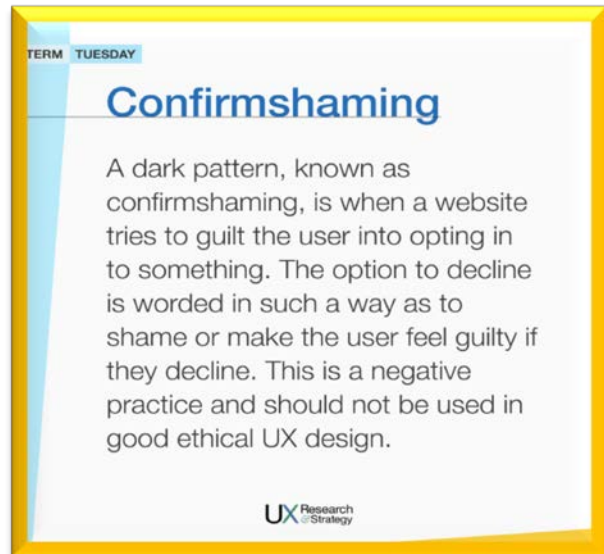 TERM TUESDAY
Confirmshaming
A dark pattern, known as
confirmshaming, is when a website
tries to guilt the user into opting in
to something. The option to decline
is worded in such a way as to
shame or make the user feel guilty if
they decline. This is a negative
practice and should not be used in
good ethical UX design.
UX Research
&Strategy